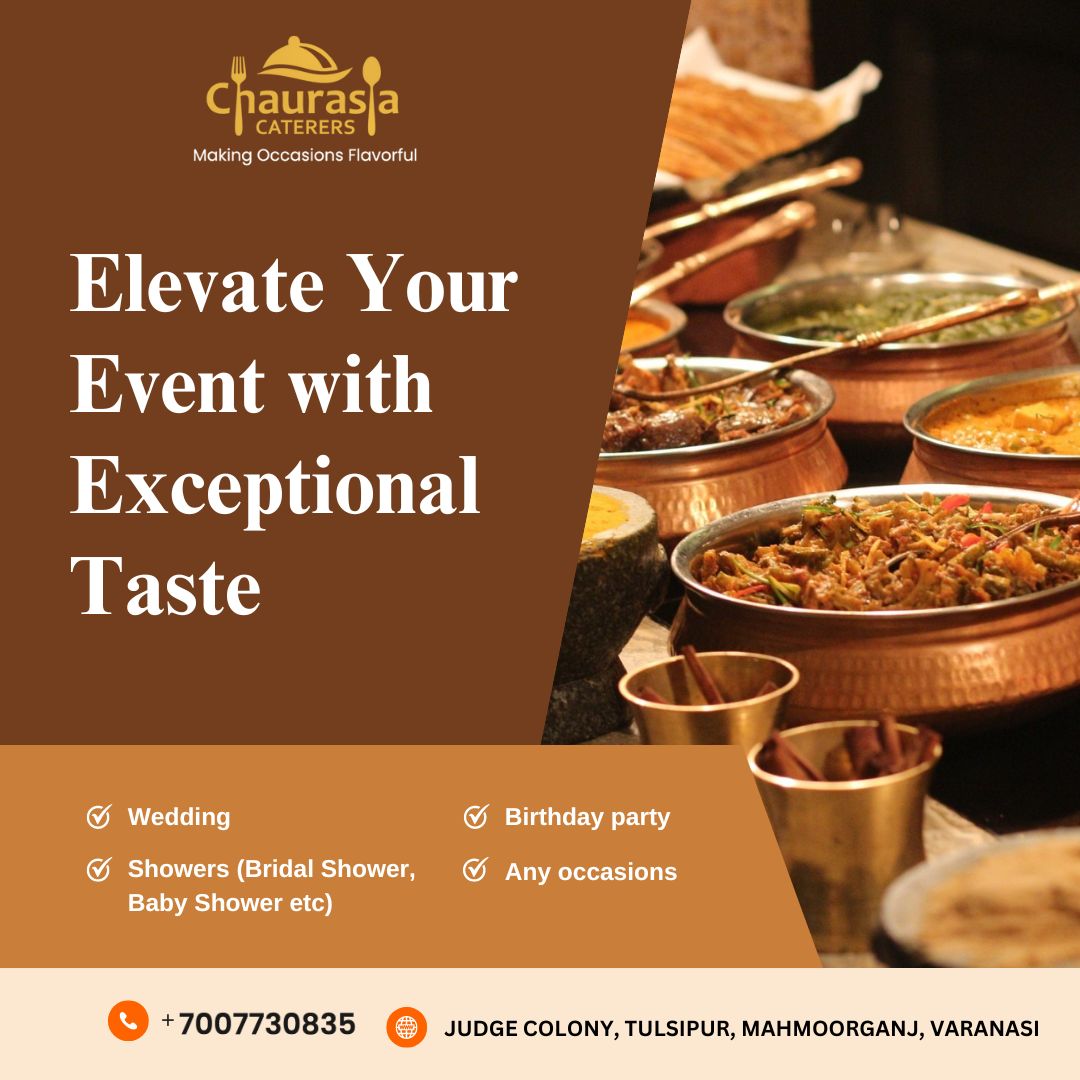 Chaurasia
CATERERS
Making Occasions Flavorful
Elevate Your
Event with
Exceptional
Taste
Wedding
Showers (Bridal Shower,
Baby Shower etc)
Birthday party
Any occasions
+7007730835
JUDGE COLONY, TULSIPUR, MAHMOORGANJ, VARANASI